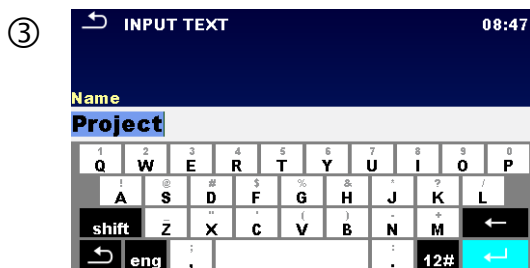 ③
INPUT TEXT 08:47
Name
Project
1 2 3 4 5 6 7 8 9 0
Q W E R T Y U I O P
! @ # $ % & * ? /
A S D F G H J K L
_ " ' ( ) - +
shift Z X C V B N M ←
; :
eng , . 12#